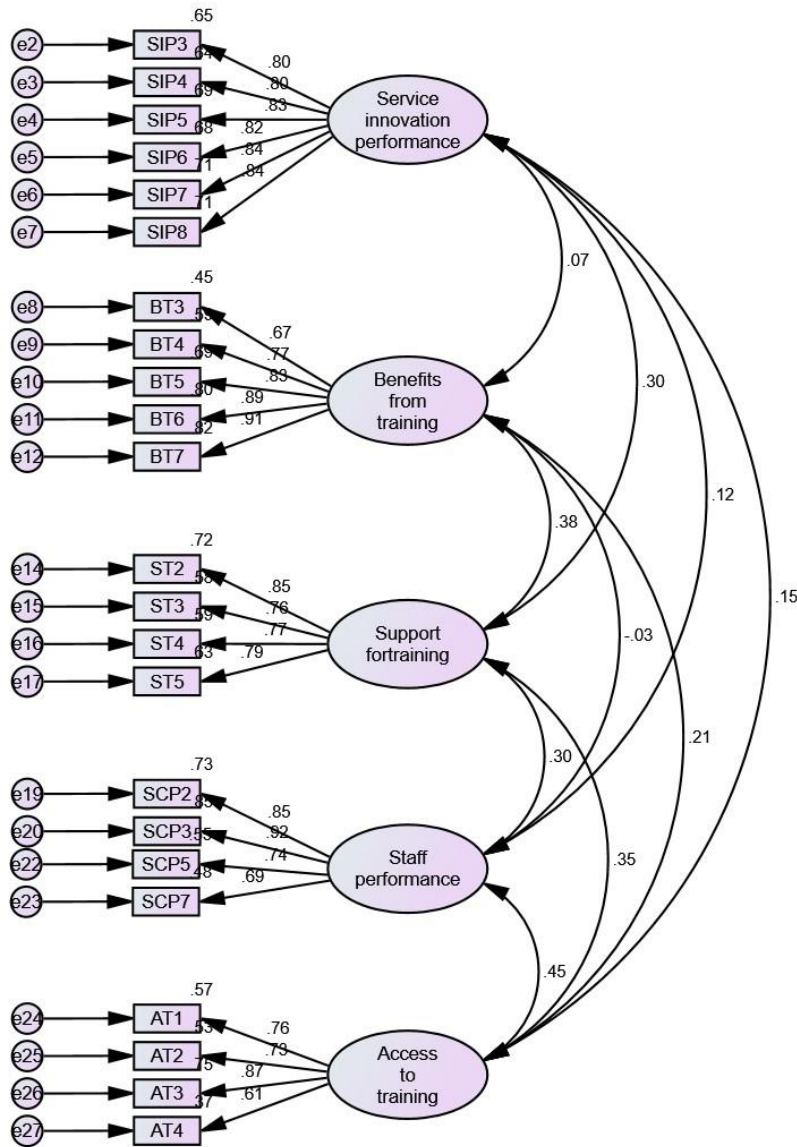 .65
e2 SIP3
.64 .80
e3 SIP4
.69 .80
e4 SIP5
.68 .83
e5 SIP6
.71 .82
e6 SIP7
.71 .84
e7 SIP8
.84
Service
innovation
performance
.07
.45
e8 BT3
.59 .67
e9 BT4
.69 .77
e10 BT5
.80 .83
e11 BT6
.82 .89
e12 BT7
.91
Benefits
from
training
.30
.12
.38
.15
.72
e14 ST2
.58 .85
e15 ST3
.59 .76
e16 ST4
.63 .77
e17 ST5
.79
Support
fortraining
-.03
.21
.30
.73
e19 SCP2
.85 .85
e20 SCP3
.55 .92
e22 SCP5
.48 .74
e23 SCP7
.69
Staff
performance
.35
.45
.57
e24 AT1
.53 .76
e25 AT2
.75 .73
e26 AT3
.37 .87
e27 AT4
.61
Access
to
training